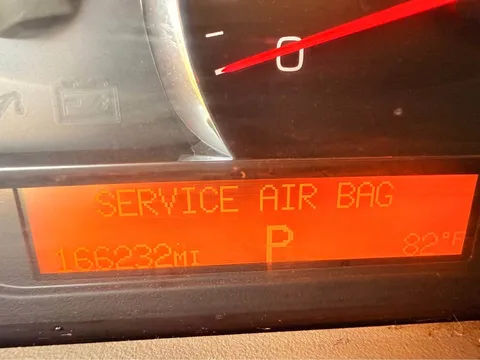 0
SERVICE AIR BAG
P
166232MI 82°F